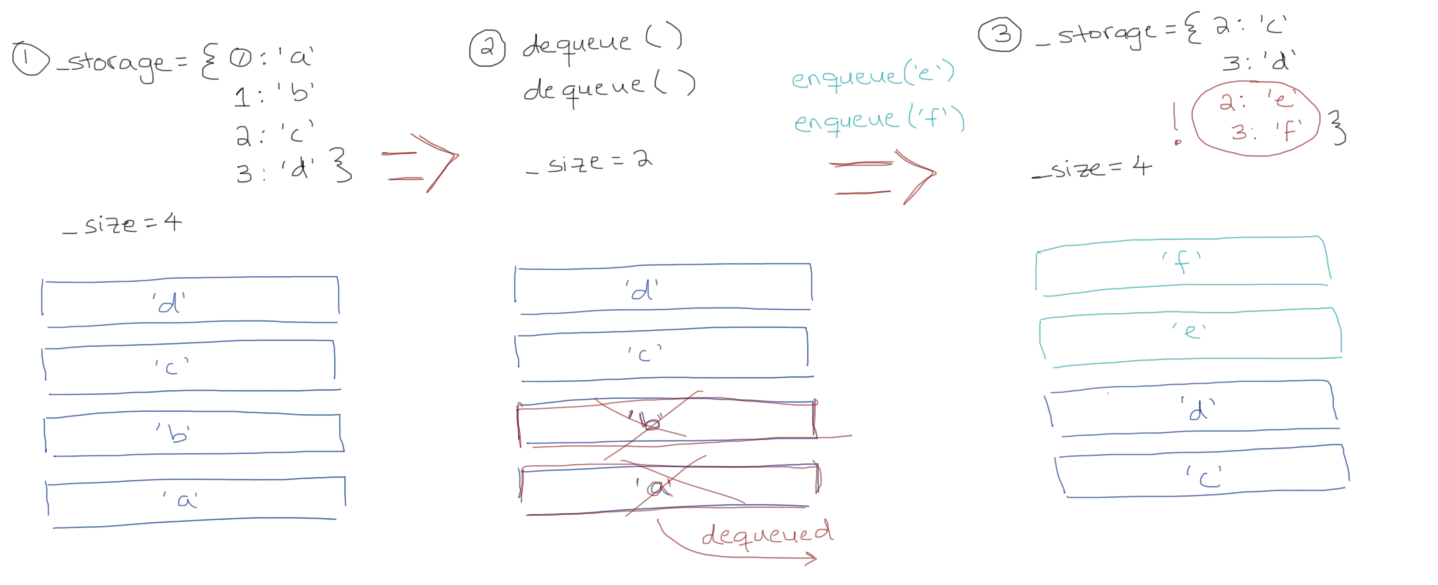 ① _storage = { 0: 'a'
1: 'b'
2: 'c'
3: 'd' }
_size = 4
'd'
'c'
'b'
'a'
② dequeue ( )
dequeue ( )
_size = 2
'd'
'c'
'b'
'a'
dequeued
enqueue('e')
enqueue('f')
③ _storage = { 2: 'c'
3: 'd'
! 2: 'e'
3: 'f' }
_size = 4
'f'
'e'
'd'
'c'